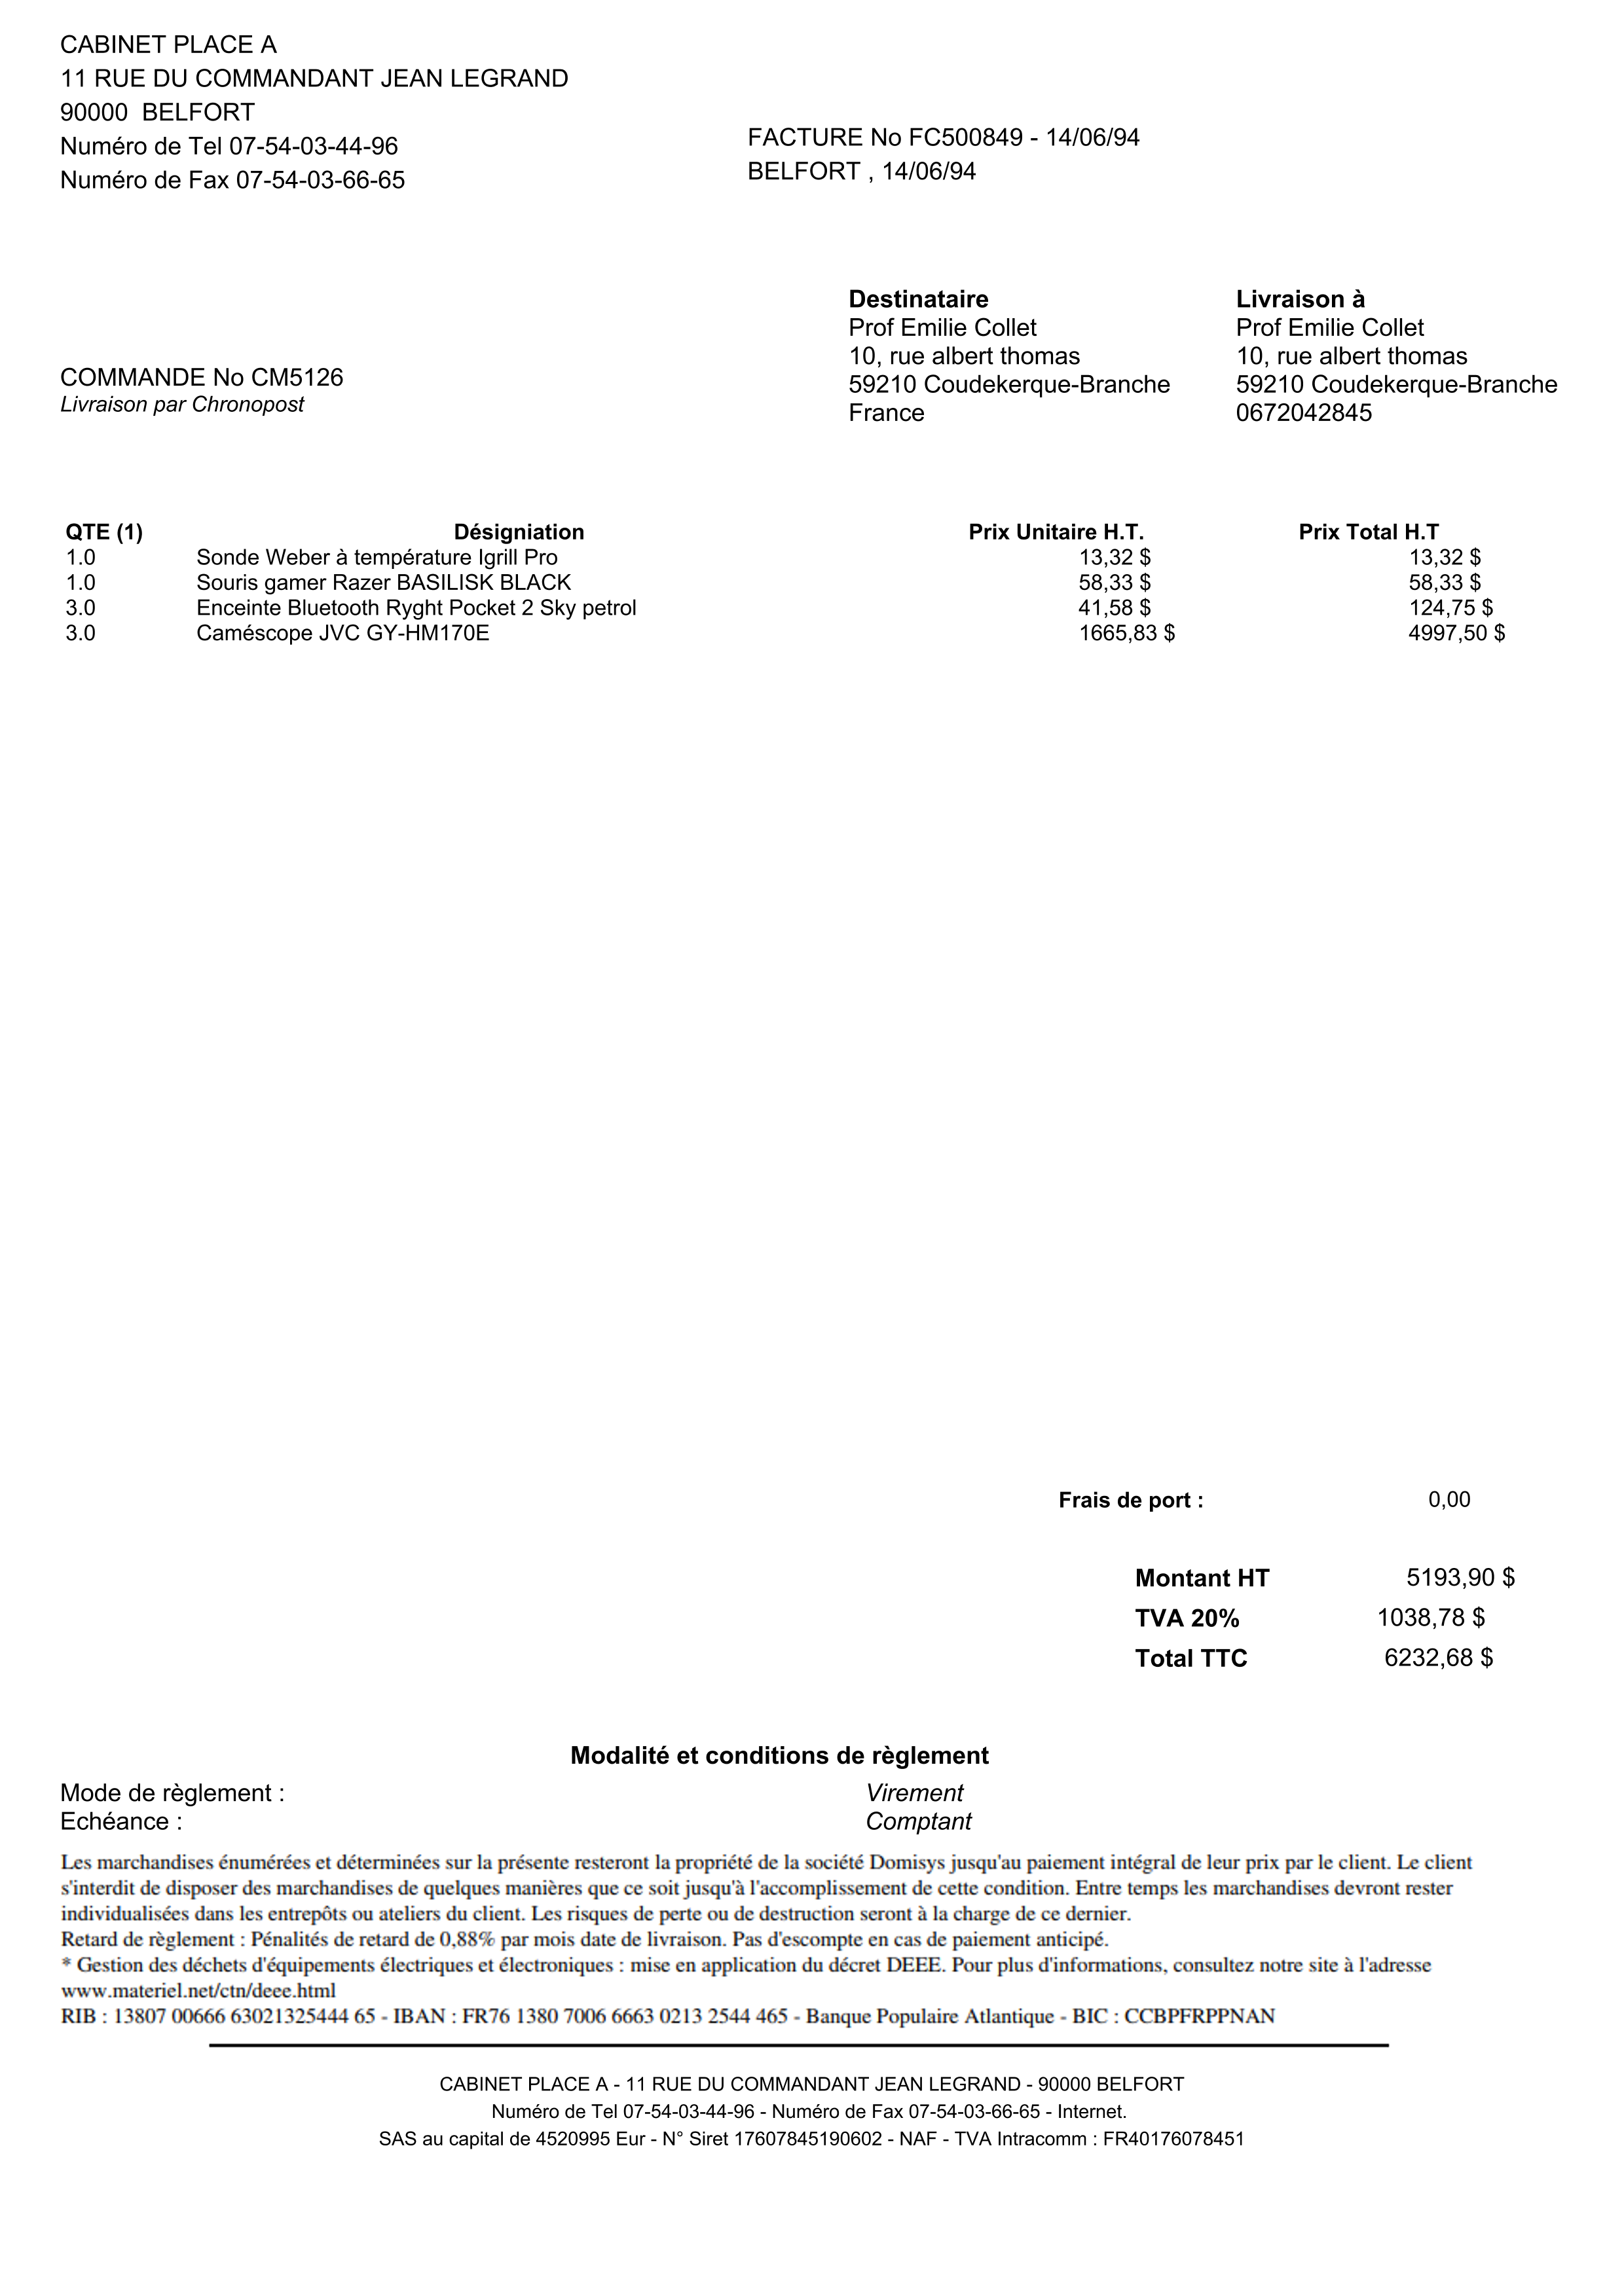 CABINET PLACE A
11 RUE DU COMMANDANT JEAN LEGRAND
90000  BELFORT
Numéro de Tel 07-54-03-44-96
Numéro de Fax 07-54-03-66-65
FACTURE No FC500849 - 14/06/94
BELFORT , 14/06/94
COMMANDE No CM5126
Livraison par Chronopost
Destinataire
Prof Emilie Collet
10, rue albert thomas
59210 Coudekerque-Branche
France
Livraison à
Prof Emilie Collet
10, rue albert thomas
59210 Coudekerque-Branche
0672042845
QTE (1) Désigniation Prix Unitaire H.T. Prix Total H.T
1.0 Sonde Weber à température Igrill Pro 13,32 $ 13,32 $
1.0 Souris gamer Razer BASILISK BLACK 58,33 $ 58,33 $
3.0 Enceinte Bluetooth Ryght Pocket 2 Sky petrol 41,58 $ 124,75 $
3.0 Caméscope JVC GY-HM170E 1665,83 $ 4997,50 $
Frais de port : 0,00
Montant HT 5193,90 $
TVA 20% 1038,78 $
Total TTC 6232,68 $
Modalité et conditions de règlement
Mode de règlement : Virement
Echéance : Comptant
Les marchandises énumérées et déterminées sur la présente resteront la propriété de la société Domisys jusqu'au paiement intégral de leur prix par le client. Le client
s'interdit de disposer des marchandises de quelques manières que ce soit jusqu'à l'accomplissement de cette condition. Entre temps les marchandises devront rester
individualisées dans les entrepôts ou ateliers du client. Les risques de perte ou de destruction seront à la charge de ce dernier.
Retard de règlement : Pénalités de retard de 0,88% par mois date de livraison. Pas d'escompte en cas de paiement anticipé.
* Gestion des déchets d'équipements électriques et électroniques : mise en application du décret DEEE. Pour plus d'informations, consultez notre site à l'adresse
www.materiel.net/ctn/deee.html
RIB : 13807 00666 63021325444 65 - IBAN : FR76 1380 7006 6663 0213 2544 465 - Banque Populaire Atlantique - BIC : CCBPFRPPNAN
CABINET PLACE A - 11 RUE DU COMMANDANT JEAN LEGRAND - 90000 BELFORT
Numéro de Tel 07-54-03-44-96 - Numéro de Fax 07-54-03-66-65 - Internet.
SAS au capital de 4520995 Eur - N° Siret 17607845190602 - NAF - TVA Intracomm : FR40176078451